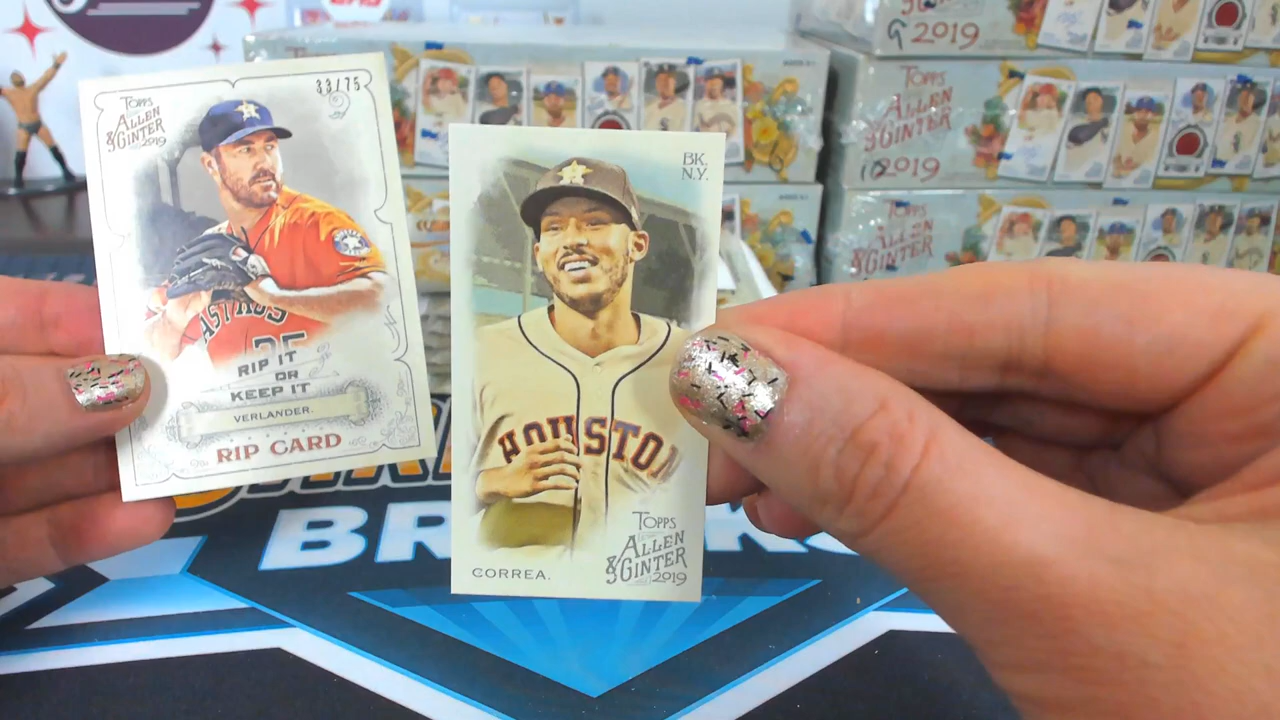 TOPPS
ALLEN
& GINTER
2019
33/75
ASTROS
RIP IT
OR
KEEP IT
VERLANDER.
RIP CARD
BK.
N.Y.
HOUSTON
CORREA.
TOPPS
ALLEN
& GINTER
2019
9 2019
TOPPS
ALLEN
& GINTER
2019
TOPPS
ALLEN
& GINTER